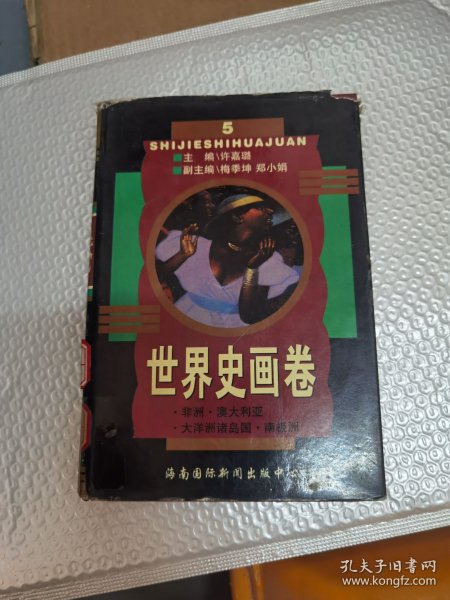 5
SHIJIESHIHUAJUAN
主 编\许嘉璐
副主编\梅季坤 郑小娟
世界史画卷
·非洲·澳大利亚
·大洋洲诸岛国·南极洲
海南国际新闻出版中心
孔夫子旧书网
www.kongfz.com